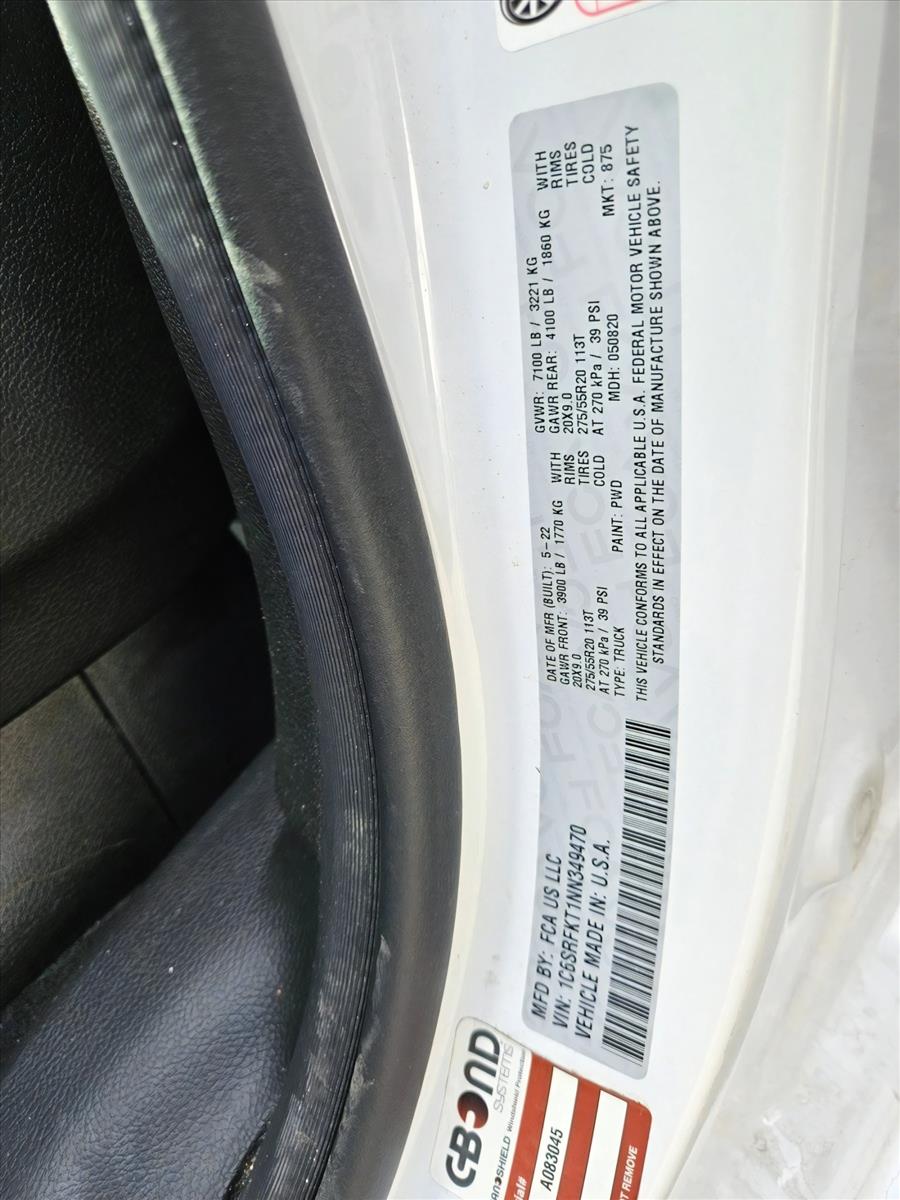 MFD BY: FCA US LLC
VIN: 1C6SRFKT1NN349470
VEHICLE MADE IN: U.S.A.
DATE OF MFR (BUILT): 5-22
GAWR FRONT: 3900 LB / 1770 KG WITH
20X9.0 RIMS
275/55R20 113T TIRES
AT 270 kPa / 39 PSI COLD
TYPE: TRUCK PAINT: PWD
GVWR: 7100 LB / 3221 KG
GAWR REAR: 4100 LB / 1860 KG WITH
20X9.0 RIMS
275/55R20 113T TIRES
AT 270 kPa / 39 PSI COLD
MDH: 050820 MKT: 875
THIS VEHICLE CONFORMS TO ALL APPLICABLE U.S.A. FEDERAL MOTOR VEHICLE SAFETY
STANDARDS IN EFFECT ON THE DATE OF MANUFACTURE SHOWN ABOVE.
C-BOND
SYSTEMS
Windshield Protection
A083045
REMOVE